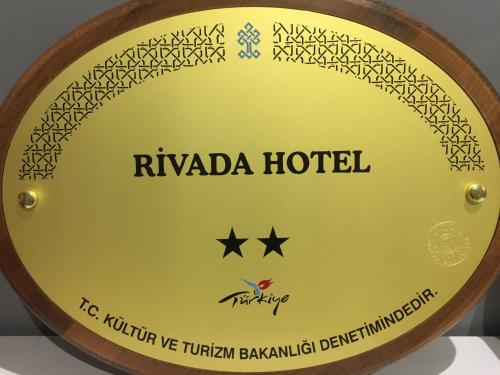 RİVADA HOTEL
★★
Türkiye
T.C. KÜLTÜR VE TURİZM BAKANLIĞI DENETİMİNDEDİR.